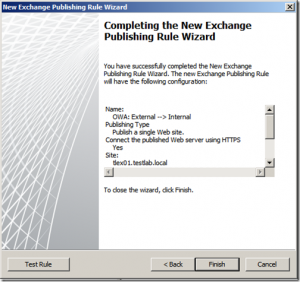 New Exchange Publishing Rule Wizard
Completing the New Exchange
Publishing Rule Wizard
You have successfully completed the New Exchange
Publishing Rule Wizard. The new Exchange Publishing Rule
will have the following configuration:
Name:
OWA: External --> Internal
Publishing Type
Publish a single Web site.
Connect the published Web server using HTTPS
Yes
Site:
tlex01.testlab.local
To close the wizard, click Finish.
Test Rule
< Back
Finish
Cancel